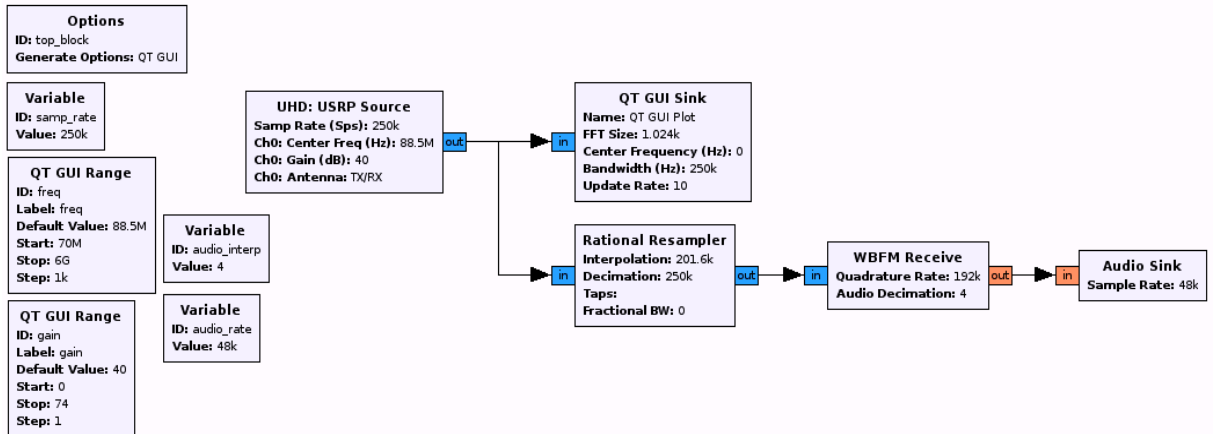 Options
ID: top_block
Generate Options: QT GUI
Variable
ID: samp_rate
Value: 250k
QT GUI Range
ID: freq
Label: freq
Default Value: 88.5M
Start: 70M
Stop: 6G
Step: 1k
QT GUI Range
ID: gain
Label: gain
Default Value: 40
Start: 0
Stop: 74
Step: 1
Variable
ID: audio_interp
Value: 4
Variable
ID: audio_rate
Value: 48k
UHD: USRP Source
Samp Rate (Sps): 250k
Ch0: Center Freq (Hz): 88.5M
Ch0: Gain (dB): 40
Ch0: Antenna: TX/RX
out
in
QT GUI Sink
Name: QT GUI Plot
FFT Size: 1.024k
Center Frequency (Hz): 0
Bandwidth (Hz): 250k
Update Rate: 10
in
Rational Resampler
Interpolation: 201.6k
Decimation: 250k
Taps:
Fractional BW: 0
out
in
WBFM Receive
Quadrature Rate: 192k
Audio Decimation: 4
out
in
Audio Sink
Sample Rate: 48k